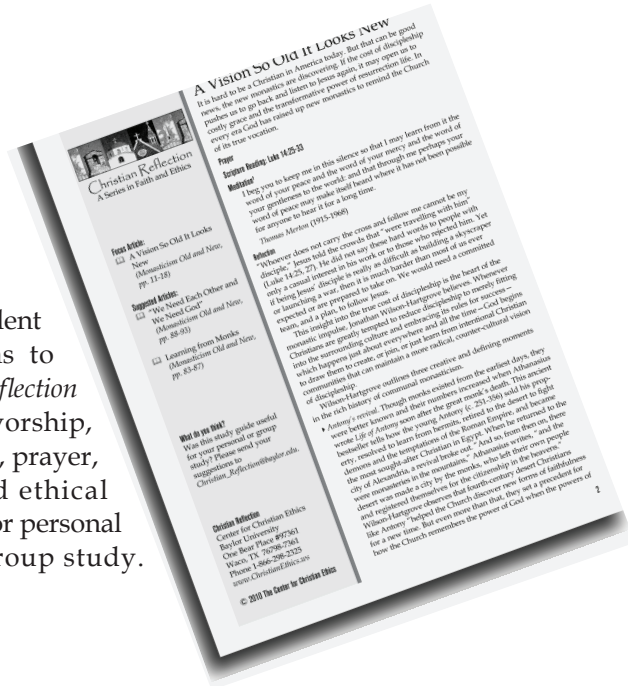 dent
ns to
flection
vorship,
, prayer,
d ethical
or personal
roup study.
Christian Reflection
A Series in Faith and Ethics
Focus Article:
A Vision So Old It Looks
New
(Monasticism Old and New,
pp. 11-18)
Suggested Articles:
“We Need Each Other and
We Need God”
(Monasticism Old and New,
pp. 88-93)
Learning from Monks
(Monasticism Old and New,
pp. 83-87)
What do you think?
Was this study guide useful
for your personal or group
study? Please send your
suggestions to
Christian_Reflection@baylor.edu.
Christian Reflection
Center for Christian Ethics
Baylor University
One Bear Place #97361
Waco, TX 76798-7361
Phone 1-866-298-2325
www.ChristianEthics.ws
© 2010 The Center for Christian Ethics
A Vision So Old It Looks New
It is hard to be a Christian in America today. But that can be good
news, the new monastics are discovering. If the cost of discipleship
pushes us to go back and listen to Jesus again, it may open us to
costly grace and the transformative power of resurrection life. In
every era God has raised up new monastics to remind the Church
of its true vocation.
Prayer
Scripture Reading: Luke 14:25-33
Meditation¹
I beg you to keep me in this silence so that I may learn from it the
word of your peace and the word of your mercy and the word of
your gentleness to the world: and that through me perhaps your
word of peace may make itself heard where it has not been possible
for anyone to hear it for a long time.
Thomas Merton (1915-1968)
Reflection
“Whoever does not carry the cross and follow me cannot be my
disciple,” Jesus told the crowds that “were travelling with him”
(Luke 14:25, 27). He did not say these hard words to people with
only a casual interest in his work or to those who rejected him. Yet
if being Jesus’ disciple is really as difficult as building a skyscraper
or launching a war, then it is much harder than most of us ever
expected or are prepared to take on. We would need a committed
team, and a plan, to follow Jesus.
This insight into the true cost of discipleship is the heart of the
monastic impulse, Jonathan Wilson-Hartgrove believes. Whenever
Christians are greatly tempted to reduce discipleship to merely fitting
into the surrounding culture and embracing its rules for success—
which happens just about everywhere and all the time—God begins
to draw them to create, or join, or just learn from intentional Christian
communities that can maintain a more radical, counter-cultural vision
of discipleship.
Wilson-Hartgrove outlines three creative and defining moments
in the rich history of communal monasticism.
Antony’s revival. Though monks existed from the earliest days, they
were better known and their numbers increased when Athanasius
wrote Life of Antony soon after the great monk’s death. This ancient
bestseller tells how the young Antony (c. 251-356) sold his prop-
erty, resolved to learn from hermits, retired to the desert to fight
demons and the temptations of the Roman Empire, and became
the most sought-after Christian in Egypt. When he returned to the
city of Alexandria, a revival broke out. “And so, from then on, there
were monasteries in the mountains,” Athanasius writes, “and the
desert was made a city by the monks, who left their own people
and registered themselves for the citizenship in the heavens.”
Wilson-Hartgrove observes that fourth-century desert Christians
like Antony “helped the Church discover new forms of faithfulness
for a new time. But even more than that, they set a precedent for
how the Church remembers the power of God when the powers of
2